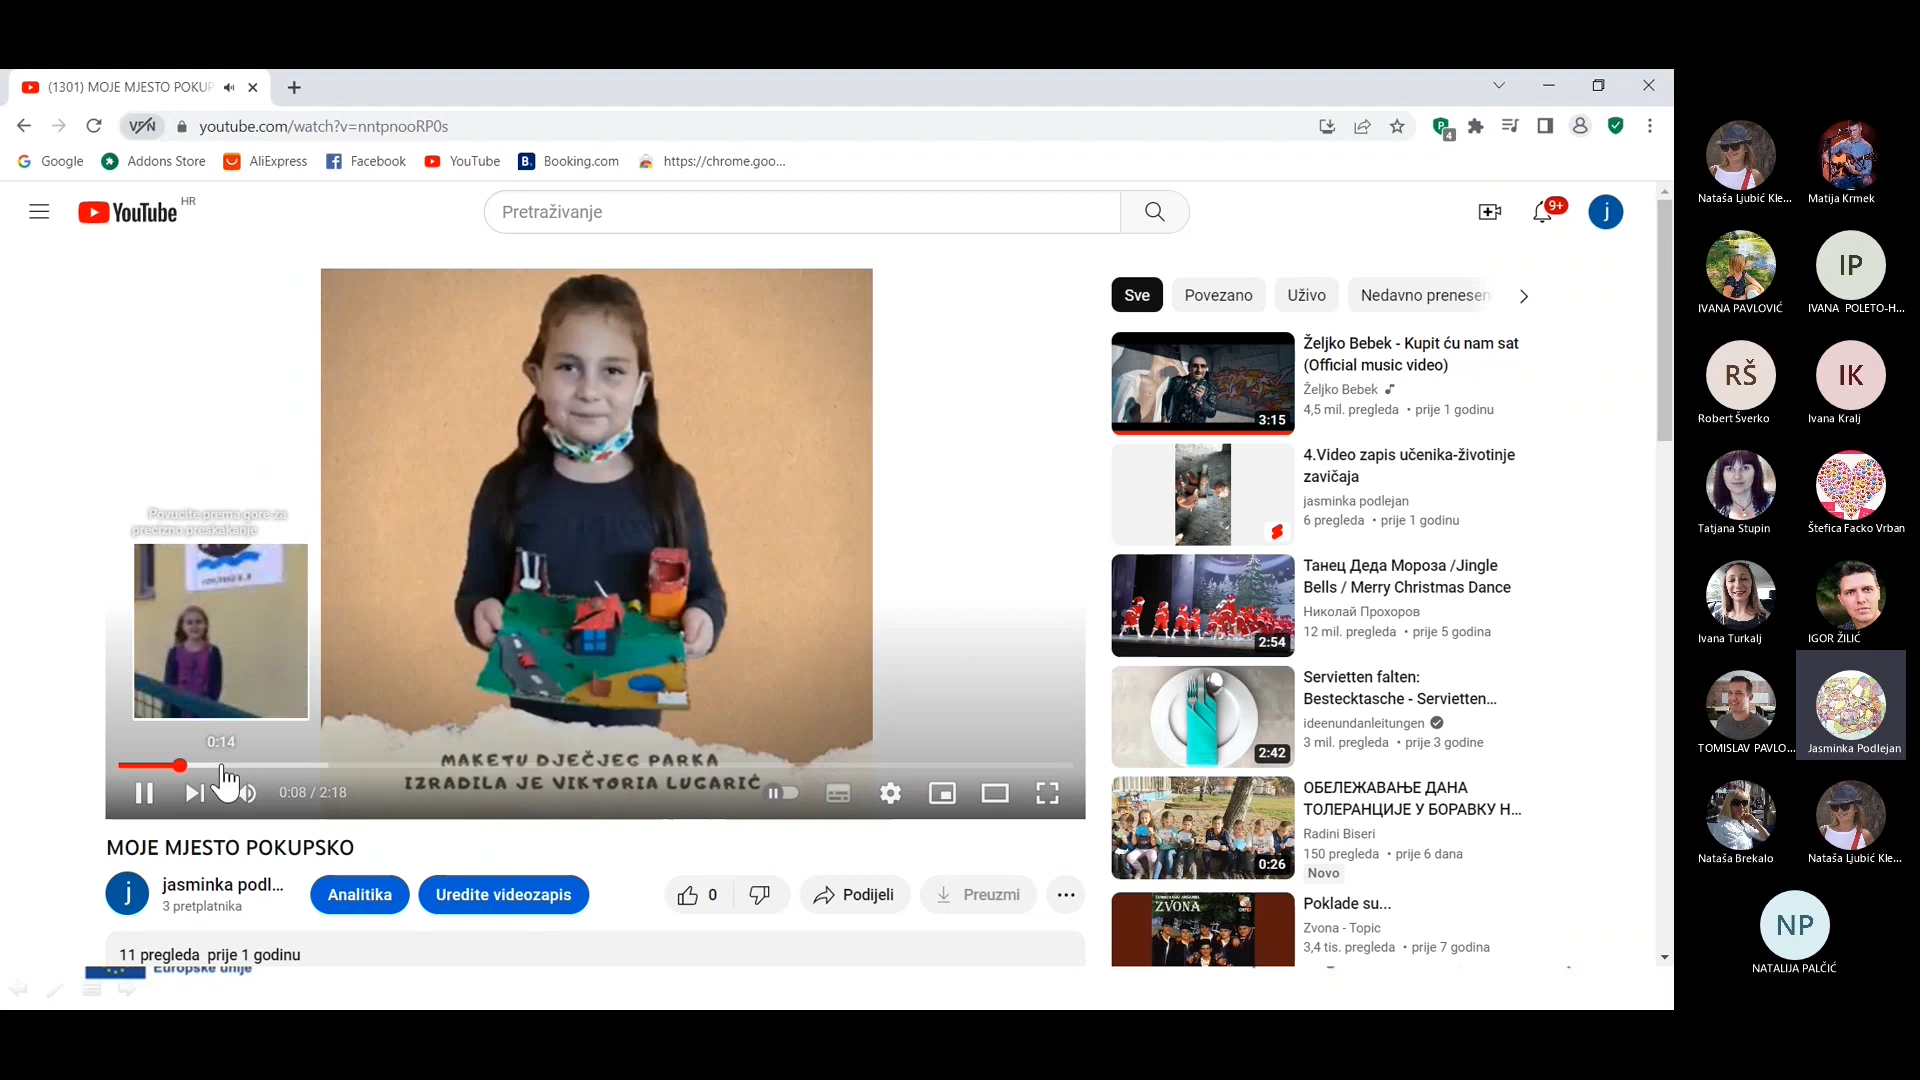 (1301) MOJE MJESTO POKUP
VPN
youtube.com/watch?v=nntpnooRP0s
4
Google
Addons Store
AliExpress
Facebook
YouTube
B.
Booking.com
https://chrome.goo...
YouTube
HR
Pretraživanje
9+
j
Povucite prema gore za
precizno preskakanje
0:14
MAKETU DJEČJEG PARKA
IZRADILA JE VIKTORIA LUGARIĆ
0:08 / 2:18
MOJE MJESTO POKUPSKO
j
jasminka podl...
3 pretplatnika
Analitika
Uredite videozapis
0
Podijeli
Preuzmi
11 pregleda prije 1 godinu
Europske unije
Sve
Povezano
Uživo
Nedavno prenesen
3:15
Željko Bebek - Kupit ću nam sat
(Official music video)
Željko Bebek
4,5 mil. pregleda • prije 1 godinu
4.Video zapis učenika-životinje
zavičaja
jasminka podlejan
6 pregleda • prije 1 godinu
2:54
Танец Деда Мороза /Jingle
Bells / Merry Christmas Dance
Николай Прохоров
12 mil. pregleda • prije 5 godina
2:42
Servietten falten:
Bestecktasche - Servietten...
ideenundanleitungen
3 mil. pregleda • prije 3 godine
0:26
ОБЕЛЕЖАВАЊЕ ДАНА
ТОЛЕРАНЦИЈЕ У БОРАВКУ Н...
Radini Biseri
150 pregleda • prije 6 dana
Novo
ZVONA
Poklade su...
Zvona - Topic
3,4 tis. pregleda • prije 7 godina
Nataša Ljubić Kle...
Matija Krmek
IVANA PAVLOVIĆ
IP
IVANA POLETO-H...
RŠ
Robert Šverko
IK
Ivana Kralj
Tatjana Stupin
Štefica Facko Vrban
Ivana Turkalj
IGOR ŽILIĆ
TOMISLAV PAVLO...
Jasminka Podlejan
Nataša Brekalo
Nataša Ljubić Kle...
NP
NATALIJA PALČIĆ